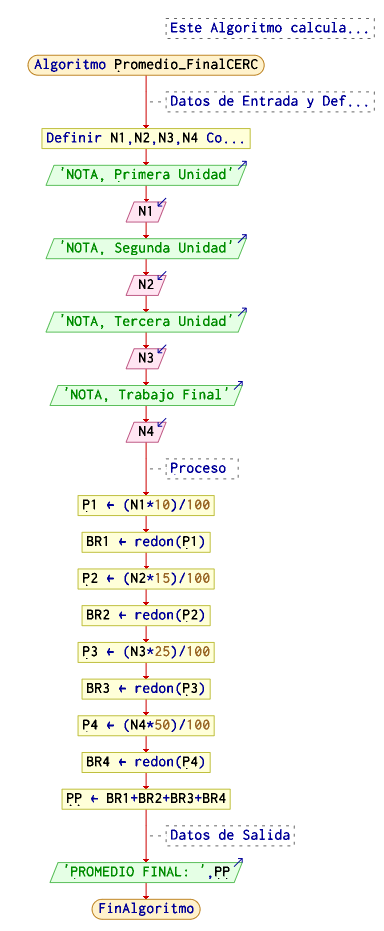 Este Algoritmo calcula...
Algoritmo Promedio_FinalCERC
Datos de Entrada y Def...
Definir N1,N2,N3,N4 Co...
'NOTA, Primera Unidad'
N1
'NOTA, Segunda Unidad'
N2
'NOTA, Tercera Unidad'
N3
'NOTA, Trabajo Final'
N4
Proceso
P1 ← (N1*10)/100
BR1 ← redon(P1)
P2 ← (N2*15)/100
BR2 ← redon(P2)
P3 ← (N3*25)/100
BR3 ← redon(P3)
P4 ← (N4*50)/100
BR4 ← redon(P4)
PP ← BR1+BR2+BR3+BR4
Datos de Salida
'PROMEDIO FINAL: ',PP
FinAlgoritmo